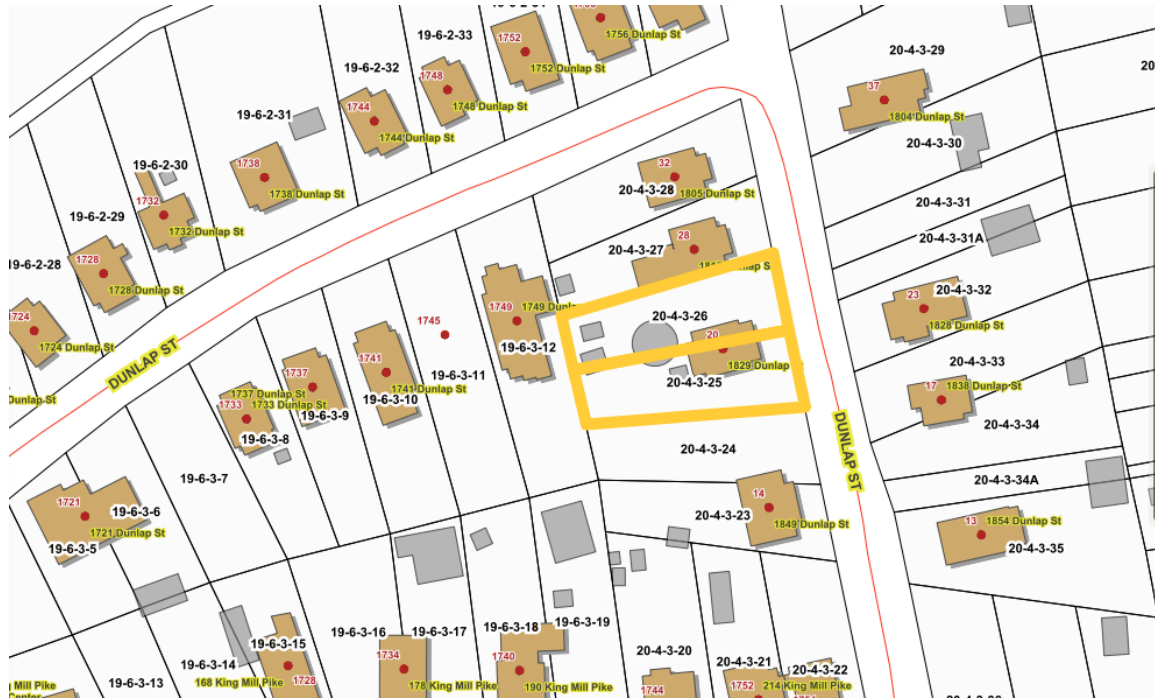 1756 Dunlap St
19-6-2-33
1752
1752 Dunlap St
20-4-3-29
20
19-6-2-32
1748
1748 Dunlap St
37
1804 Dunlap St
19-6-2-31
1744
1744 Dunlap St
20-4-3-30
19-6-2-30
1738
1738 Dunlap St
32
20-4-3-28
1805 Dunlap St
20-4-3-31
1732
1732 Dunlap St
19-6-2-29
20-4-3-31A
28
20-4-3-27
1728
1728 Dunlap St
20-4-3-32
23
1828 Dunlap St
1749
1749
19-6-3-12
20-4-3-26
20
1829 Dunlap
1724 Dunlap St
1745
19-6-3-11
DUNLAP ST
1741
1741 Dunlap St
19-6-3-10
20-4-3-33
20-4-3-25
17
1838 Dunlap St
Dunlap St
1737
1737 Dunlap St
1733 Dunlap St
1733
19-6-3-9
19-6-3-8
20-4-3-34
DUNLAP ST
20-4-3-24
19-6-3-7
20-4-3-34A
1721
19-6-3-6
1721 Dunlap St
19-6-3-5
14
20-4-3-23
1849 Dunlap St
13
1854 Dunlap St
20-4-3-35
19-6-3-16
19-6-3-17
19-6-3-18
19-6-3-19
19-6-3-15
19-6-3-14
168 King Mill Pike
1728
1734
178 King Mill Pike
1740
190 King Mill Pike
20-4-3-20
1744
20-4-3-21
1752
20-4-3-22
214 King Mill Pike
19-6-3-13
Mill Pike